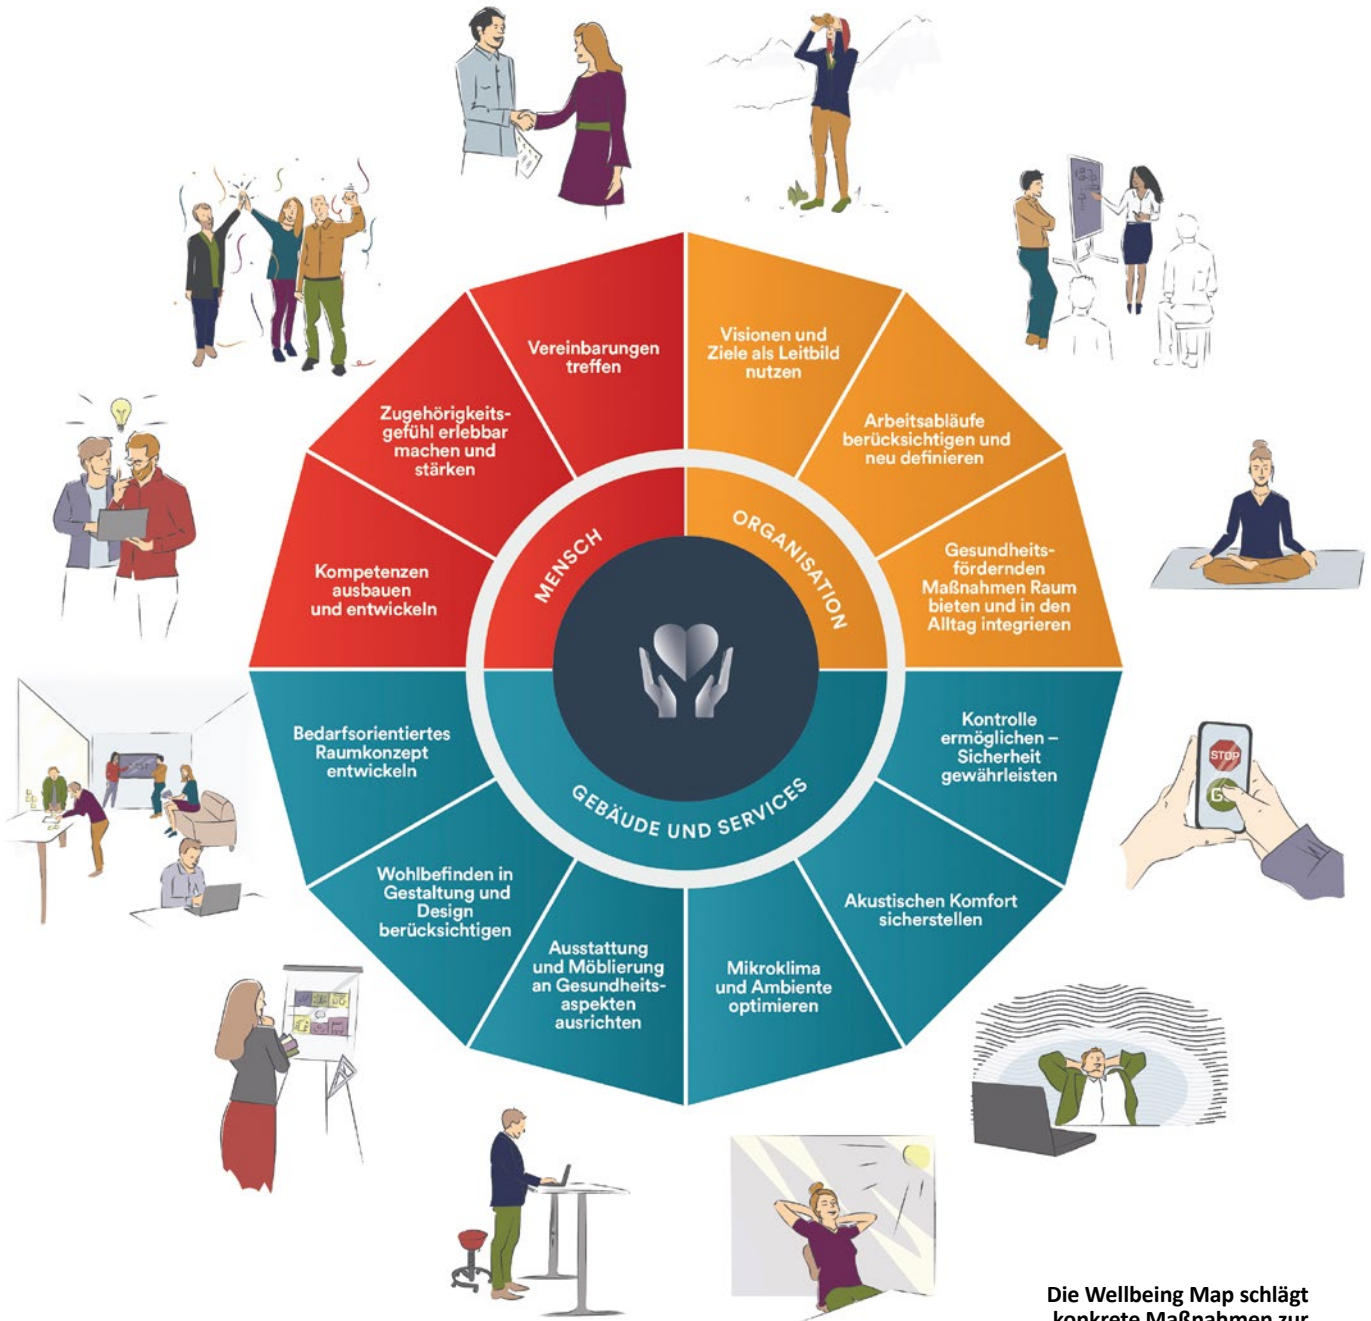 Vereinbarungen
treffen
Visionen und
Ziele als Leitbild
nutzen
Zugehörigkeits-
gefühl erlebbar
machen und
stärken
Arbeitsabläufe
berücksichtigen und
neu definieren
Kompetenzen
ausbauen
und entwickeln
Gesundheits-
fördernden
Maßnahmen Raum
bieten und in den
Alltag integrieren
MENSCH
ORGANISATION
GEBÄUDE UND SERVICES
Bedarfsorientiertes
Raumkonzept
entwickeln
Kontrolle
ermöglichen –
Sicherheit
gewährleisten
STOP
Wohlbefinden in
Gestaltung und
Design
berücksichtigen
Akustischen Komfort
sicherstellen
Ausstattung
und Möblierung
an Gesundheits-
aspekten
ausrichten
Mikroklima
und Ambiente
optimieren
Die Wellbeing Map schlägt
konkrete Maßnahmen zur